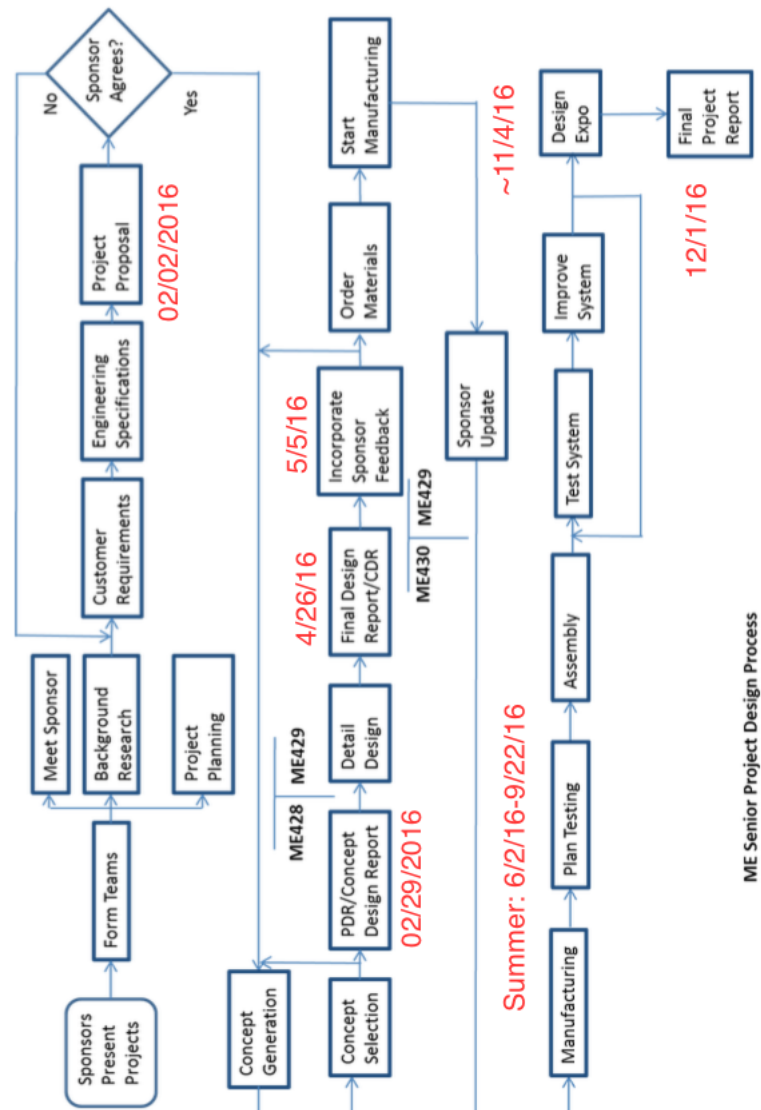 Sponsors
Present
Projects
Form Teams
Meet Sponsor
Background
Research
Project
Planning
Customer
Requirements
Engineering
Specifications
Project
Proposal
02/02/2016
Sponsor
Agrees?
No
Yes
Concept
Generation
Concept
Selection
PDR/Concept
Design Report
02/29/2016
ME428
ME429
Detail
Design
Final Design
Report/CDR
4/26/16
Incorporate
Sponsor
Feedback
5/5/16
Order
Materials
Start
Manufacturing
ME430
ME429
Sponsor
Update
Manufacturing
Summer: 6/2/16-9/22/16
Plan Testing
Assembly
Test System
Improve
System
Design
Expo
~11/4/16
Final
Project
Report
12/1/16
ME Senior Project Design Process